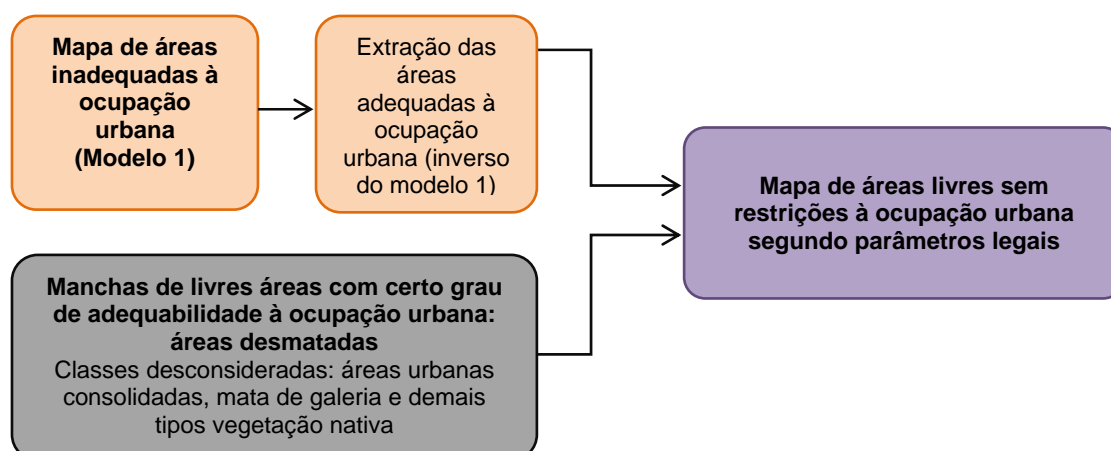 Mapa de áreas
inadequadas à
ocupação
urbana
(Modelo 1)
Extração das
áreas
adequadas à
ocupação
urbana (inverso
do modelo 1)
Mapa de áreas livres sem
restrições à ocupação urbana
segundo parâmetros legais
Manchas de livres áreas com certo grau
de adequabilidade à ocupação urbana:
áreas desmatadas
Classes desconsideradas: áreas urbanas
consolidadas, mata de galeria e demais
tipos vegetação nativa